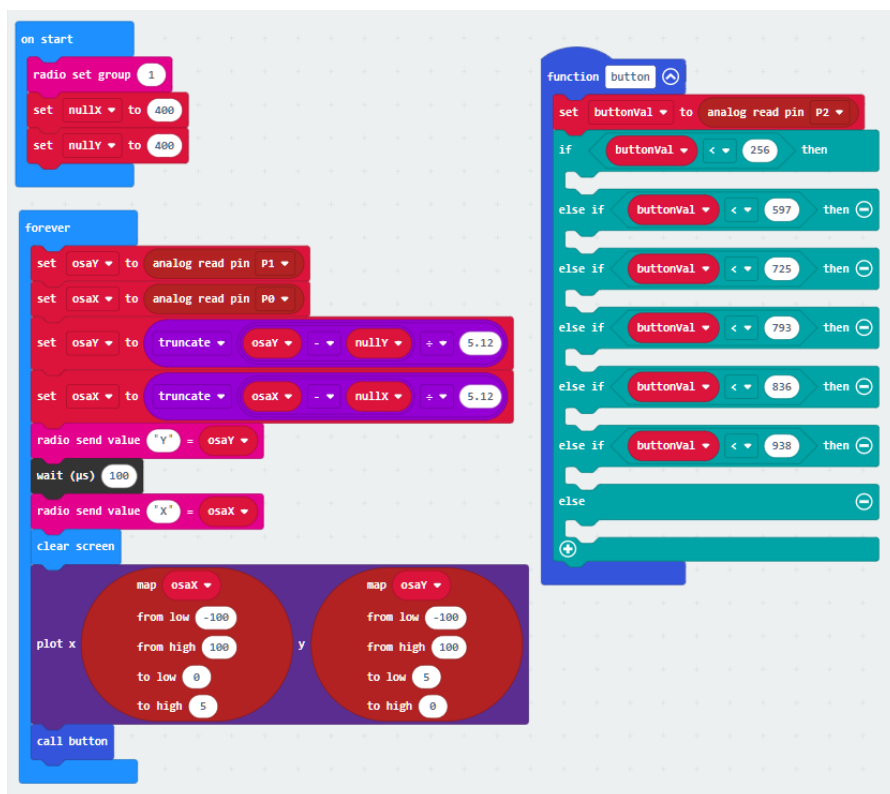 on start
radio set group 1
set nullX to 400
set nullY to 400
forever
set osaY to analog read pin P1
set osaX to analog read pin P0
set osaY to truncate osaY - nullY ÷ 5.12
set osaX to truncate osaX - nullX ÷ 5.12
radio send value "Y" = osaY
wait (µs) 100
radio send value "X" = osaX
clear screen
plot x
map osaX
from low -100
from high 100
to low 0
to high 5
y
map osaY
from low -100
from high 100
to low 5
to high 0
call button
function button
set buttonVal to analog read pin P2
if buttonVal < 256 then
else if buttonVal < 597 then
else if buttonVal < 725 then
else if buttonVal < 793 then
else if buttonVal < 836 then
else if buttonVal < 938 then
else